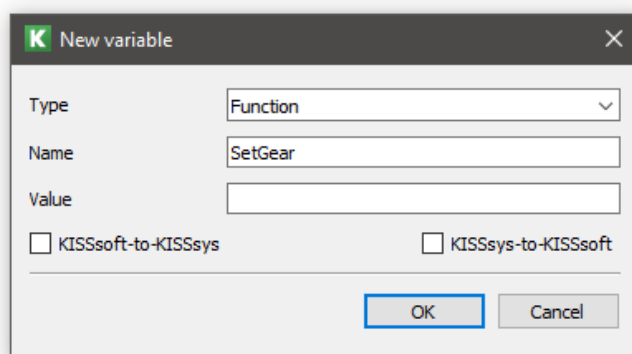 K New variable
Type Function
Name SetGear
Value
KISSsoft-to-KISSsys KISSsys-to-KISSsoft
OK Cancel